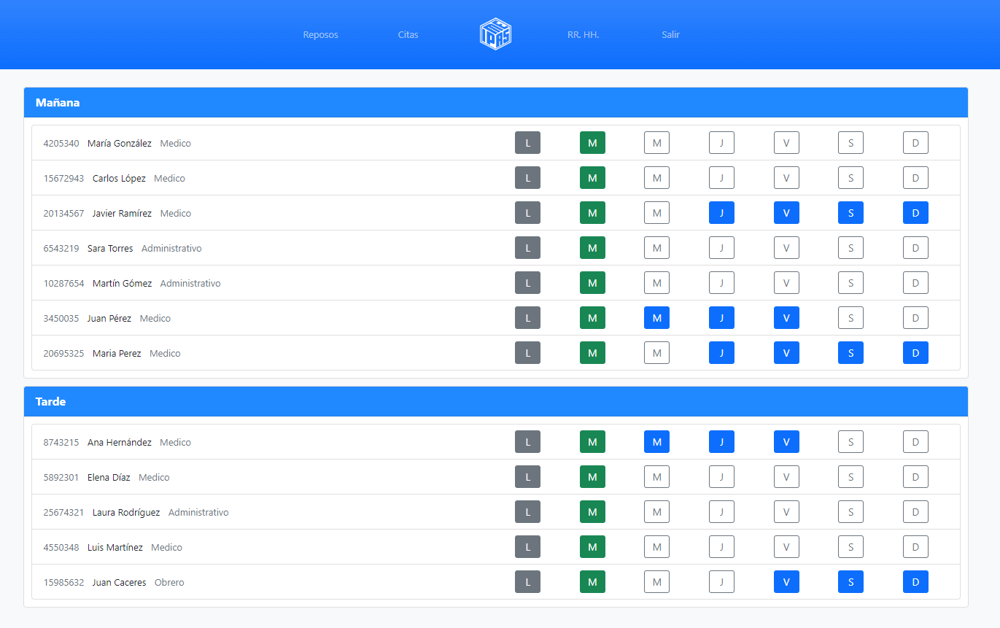 Reposos Citas RR. HH. Salir
Mañana
4205340 María González Medico L M M J V S D
15672943 Carlos López Medico L M M J V S D
20134567 Javier Ramírez Medico L M M J V S D
6543219 Sara Torres Administrativo L M M J V S D
10287654 Martín Gómez Administrativo L M M J V S D
3450035 Juan Pérez Medico L M M J V S D
20695325 Maria Perez Medico L M M J V S D
Tarde
8743215 Ana Hernández Medico L M M J V S D
5892301 Elena Díaz Medico L M M J V S D
25674321 Laura Rodríguez Administrativo L M M J V S D
4550348 Luis Martínez Medico L M M J V S D
15985632 Juan Caceres Obrero L M M J V S D